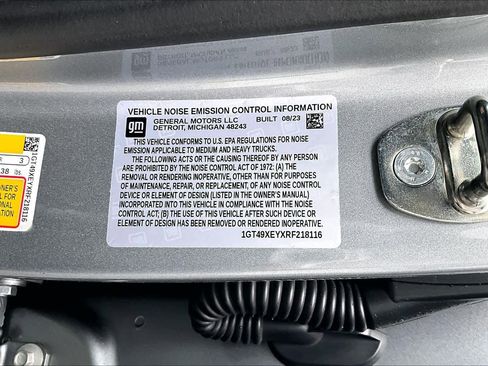 VEHICLE NOISE EMISSION CONTROL INFORMATION
gm
GENERAL MOTORS LLC BUILT 08/23
DETROIT, MICHIGAN 48243
THIS VEHICLE CONFORMS TO U.S. EPA REGULATIONS FOR NOISE
EMISSION APPLICABLE TO MEDIUM AND HEAVY TRUCKS.
THE FOLLOWING ACTS OR THE CAUSING THEREOF BY ANY PERSONS
ARE PROHIBITED BY THE NOISE CONTROL ACT OF 1972: (A) THE
REMOVAL OR RENDERING INOPERATIVE, OTHER THAN FOR PURPOSES
OF MAINTENANCE, REPAIR, OR REPLACEMENT, OF ANY NOISE CONTROL
DEVICE OR ELEMENT OF DESIGN (LISTED IN THE OWNER'S MANUAL)
INCORPORATED INTO THIS VEHICLE IN COMPLIANCE WITH THE NOISE
CONTROL ACT; (B) THE USE OF THIS VEHICLE AFTER SUCH DEVICE OR
ELEMENT OF DESIGN HAS BEEN REMOVED OR RENDERED INOPERATIVE.
1GT49XEYXRF218116
3
38
1GT49XEYXRF218116